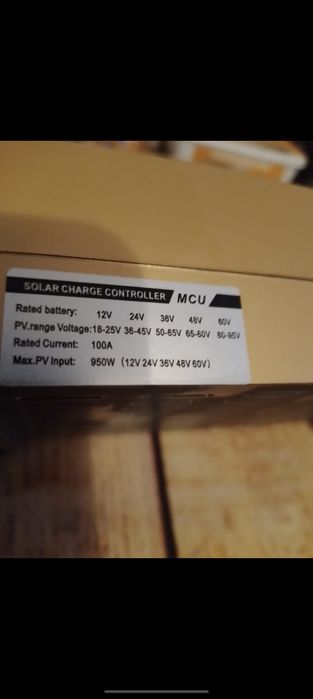 SOLAR CHARGE CONTROLLER MCU
Rated battery: 12V 24V 36V 48V 60V
PV.range Voltage: 18-25V 36-45V 50-65V 65-80V 80-95V
Rated Current: 100A
Max.PV input: 950W (12V 24V 36V 48V 60V)